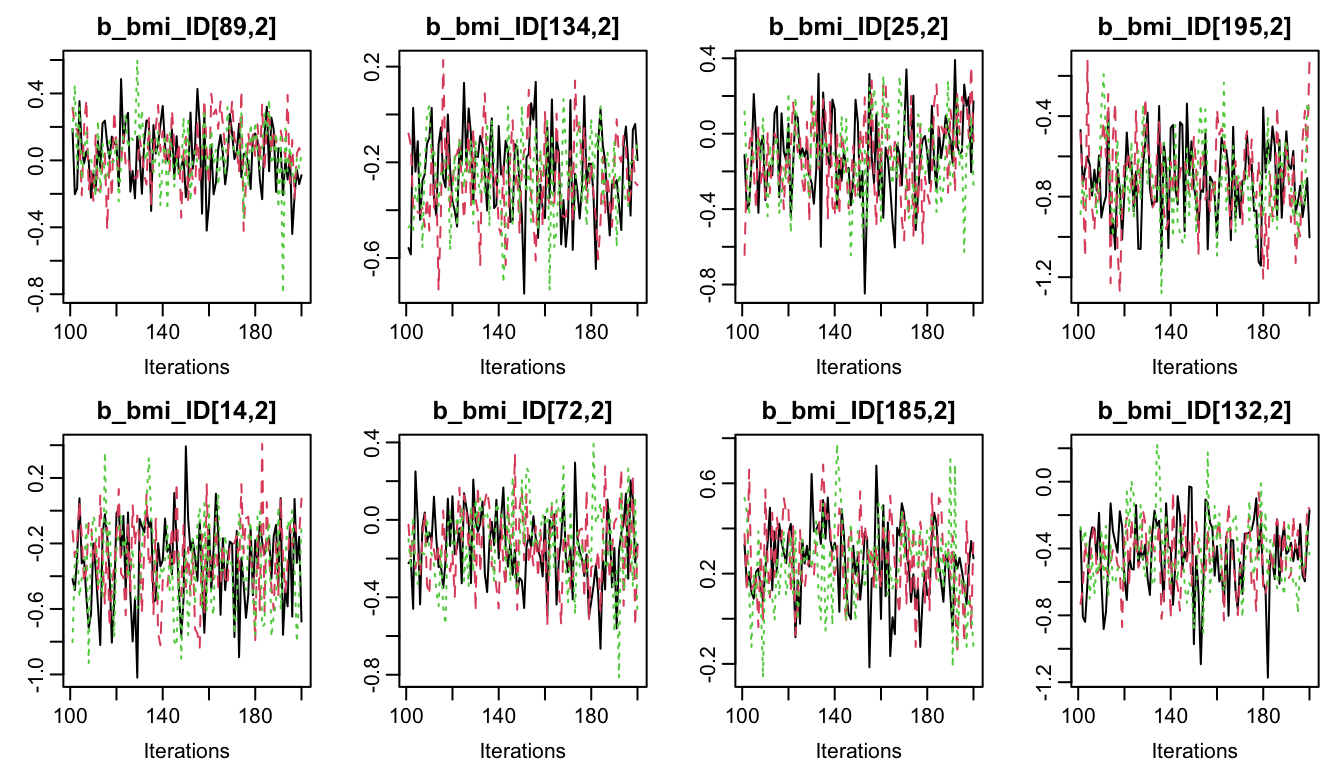 b_bmi_ID[89,2] b_bmi_ID[134,2] b_bmi_ID[25,2] b_bmi_ID[195,2]
0.4 0.0 -0.4 -0.8
0.2 -0.2 -0.6
0.4 0.0 -0.4 -0.8
-0.4 -0.8 -1.2
100 140 180 100 140 180 100 140 180 100 140 180
Iterations Iterations Iterations Iterations
b_bmi_ID[14,2] b_bmi_ID[72,2] b_bmi_ID[185,2] b_bmi_ID[132,2]
0.2 -0.2 -0.6 -1.0
0.4 0.0 -0.4 -0.8
0.6 0.2 -0.2
0.0 -0.4 -0.8 -1.2
100 140 180 100 140 180 100 140 180 100 140 180
Iterations Iterations Iterations Iterations